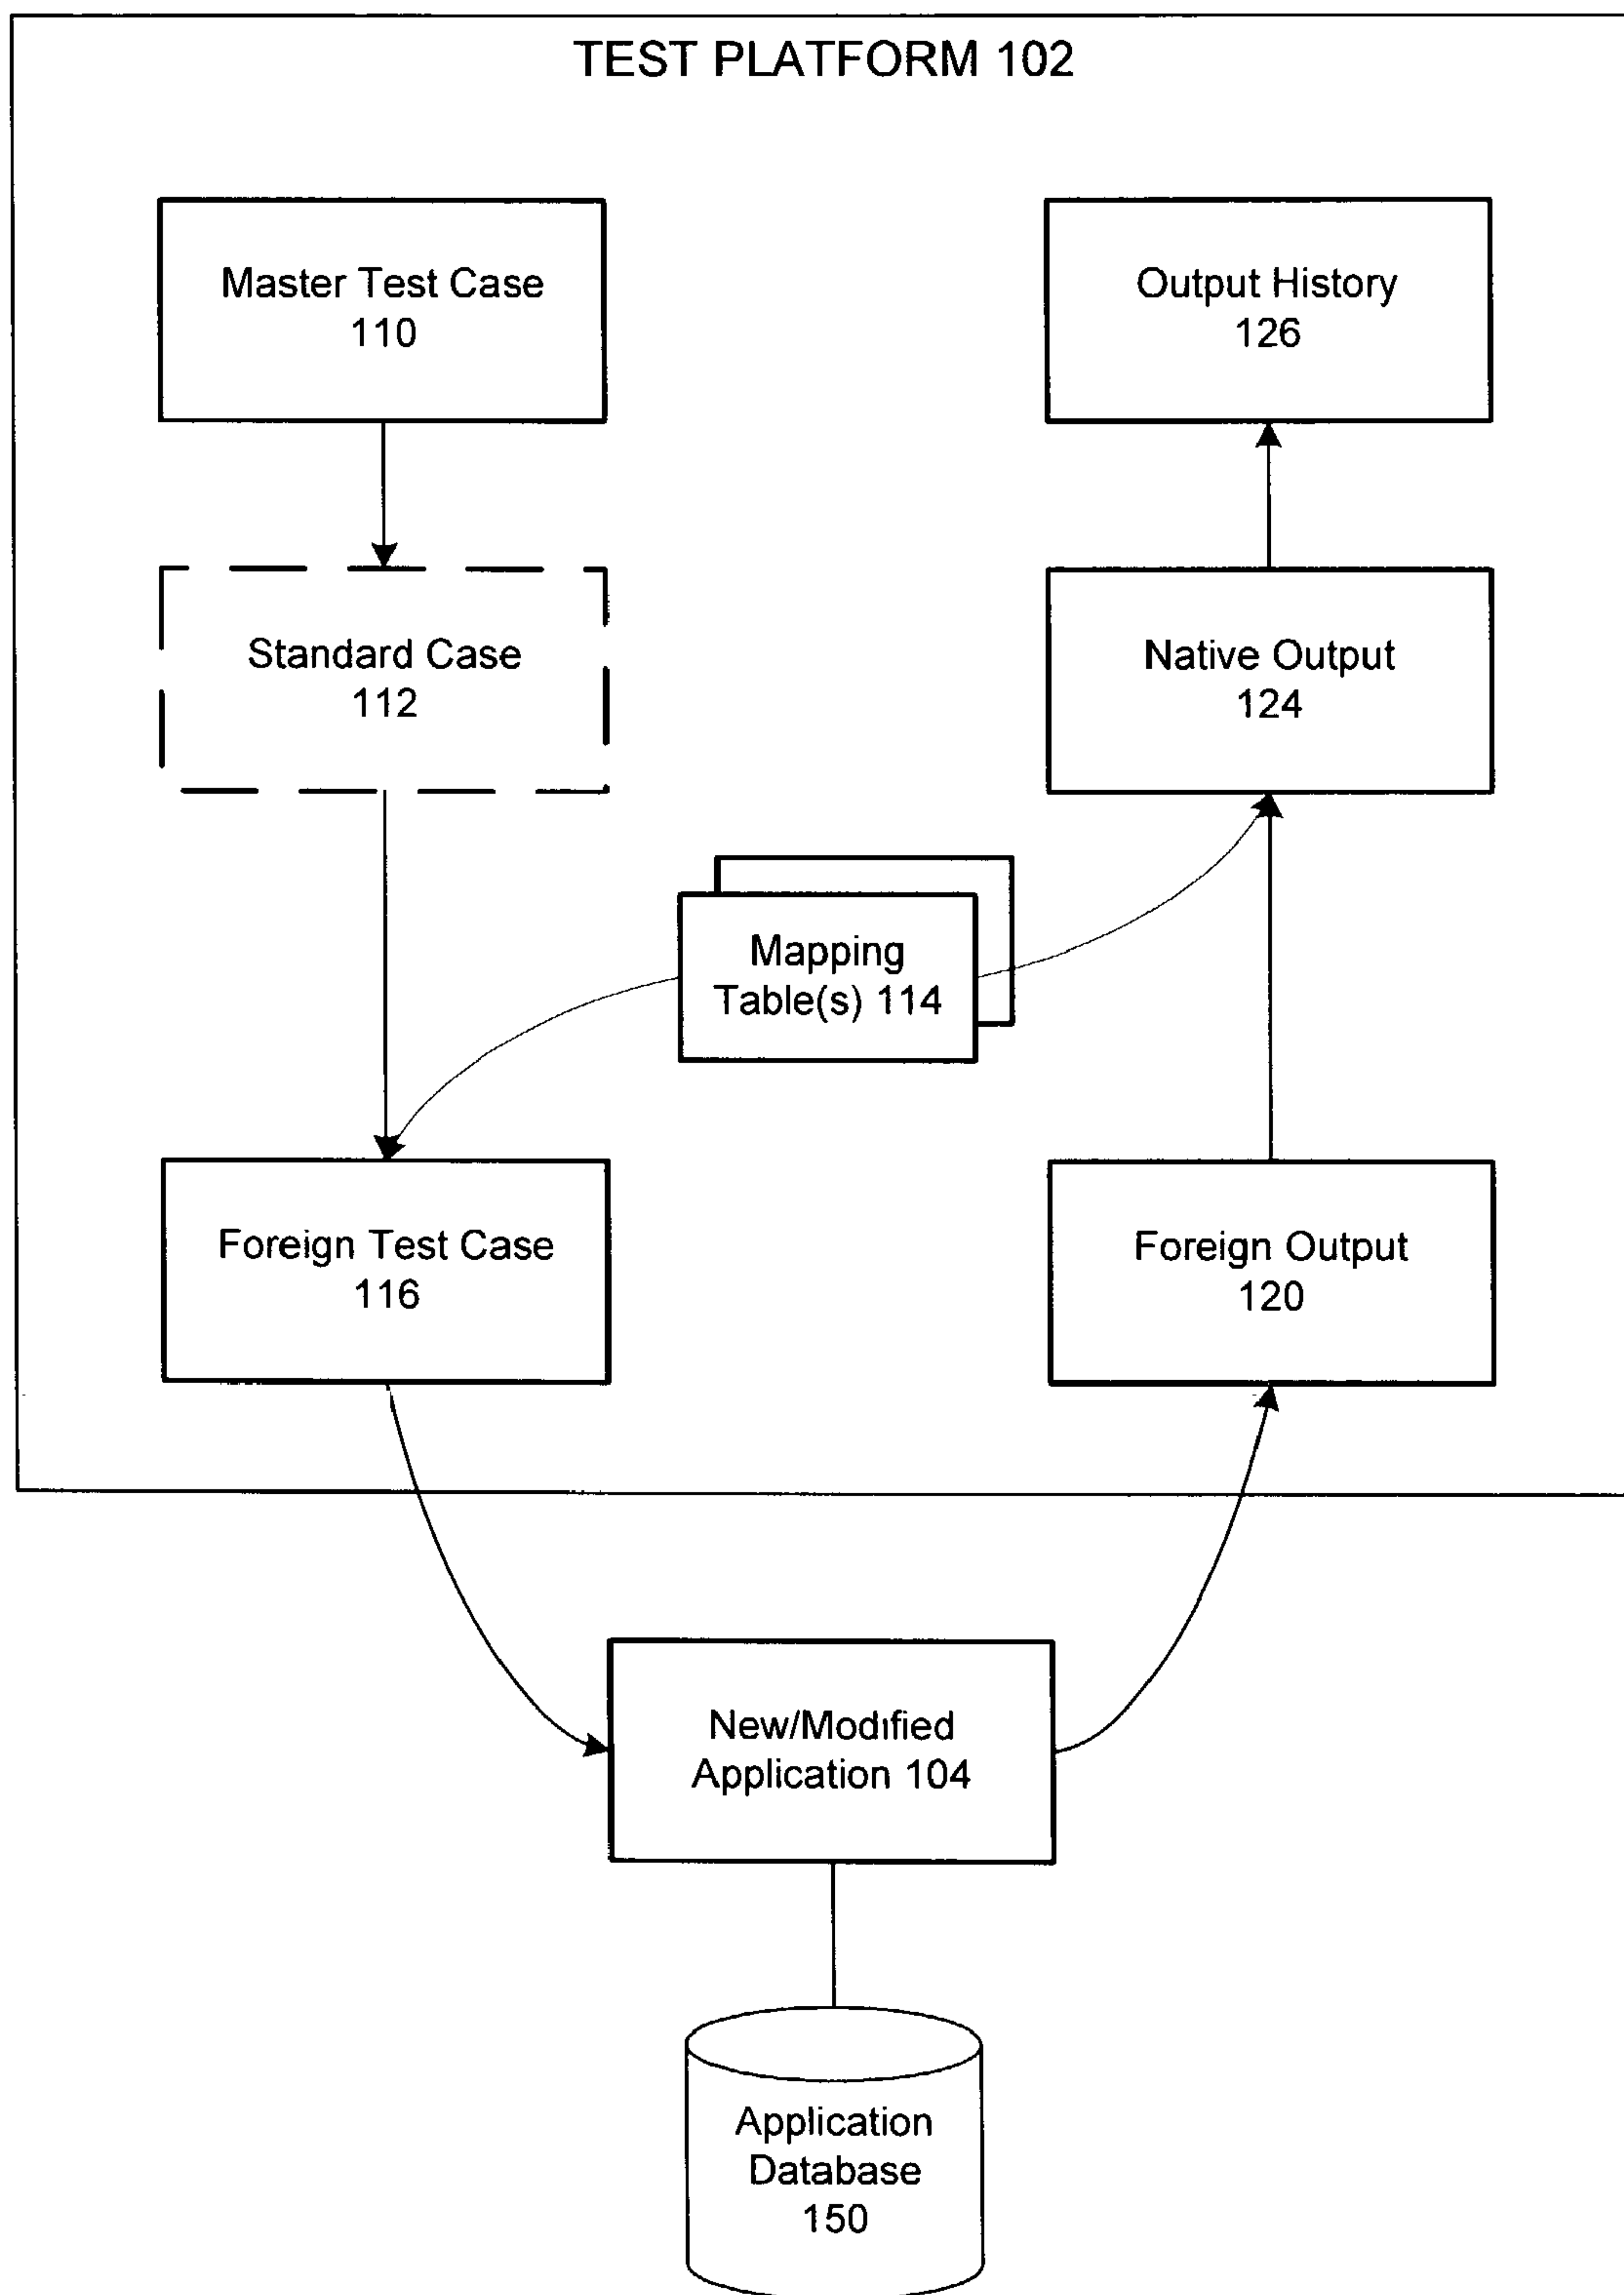 TEST PLATFORM 102
Master Test Case
110
Output History
126
Standard Case
112
Native Output
124
Mapping
Table(s) 114
Foreign Test Case
116
Foreign Output
120
New/Modified
Application 104
Application
Database
150